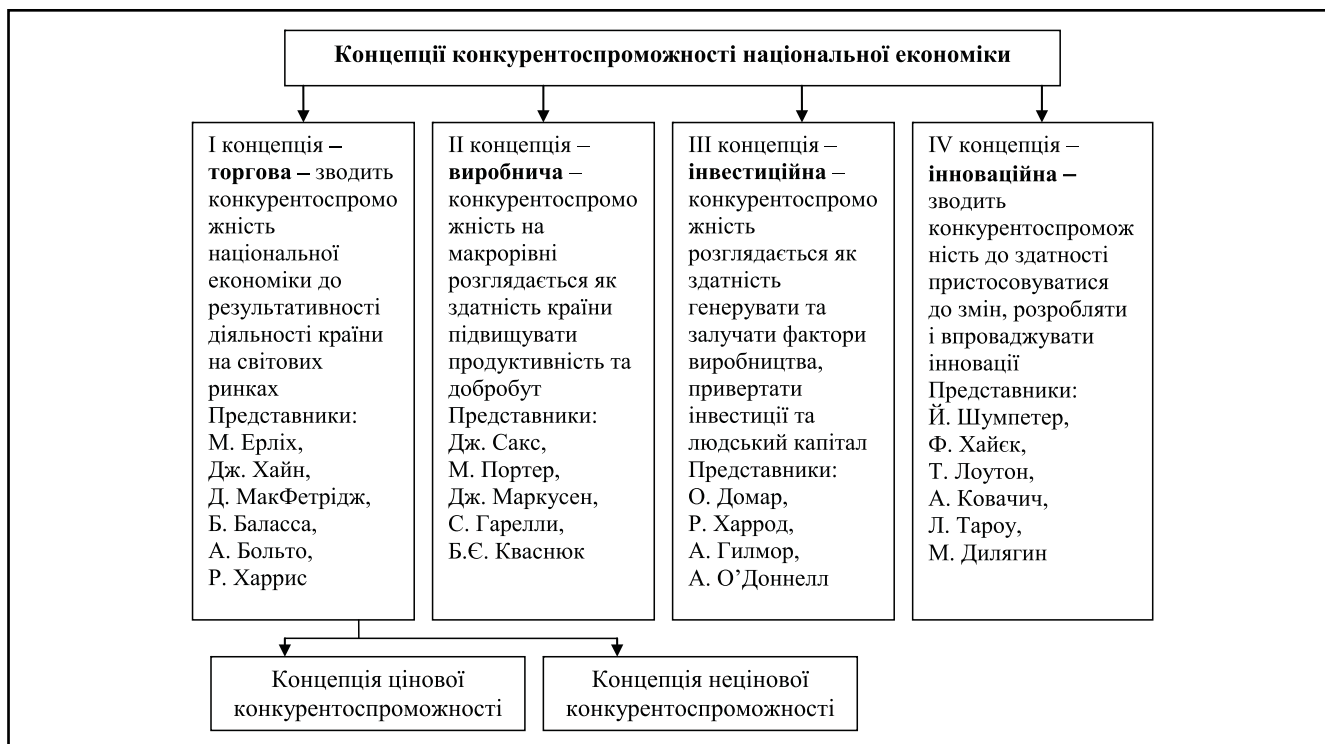 Концепції конкурентоспроможності національної економіки
І концепція –
торгова – зводить
конкурентоспромо
жність
національної
економіки до
результативності
діяльності країни
на світових
ринках
Представники:
М. Ерліх,
Дж. Хайн,
Д. МакФетрідж,
Б. Баласса,
А. Больто,
Р. Харрис
ІІ концепція –
виробнича –
конкурентоспромо
жність на
макрорівні
розглядається як
здатність країни
підвищувати
продуктивність та
добробут
Представники:
Дж. Сакс,
М. Портер,
Дж. Маркусен,
С. Гарелли,
Б.Є. Кваснюк
ІІІ концепція –
інвестиційна –
конкурентоспромо
жність
розглядається як
здатність
генерувати та
залучати фактори
виробництва,
привертати
інвестиції та
людський капітал
Представники:
О. Домар,
Р. Харрод,
А. Гилмор,
А. О’Доннелл
IV концепція –
інноваційна –
зводить
конкурентоспромож
ність до здатності
пристосовуватися
до змін, розробляти
і впроваджувати
інновації
Представники:
Й. Шумпетер,
Ф. Хайєк,
Т. Лоутон,
А. Ковачич,
Л. Тароу,
М. Дилягин
Концепція цінової
конкурентоспроможності
Концепція нецінової
конкурентоспроможності